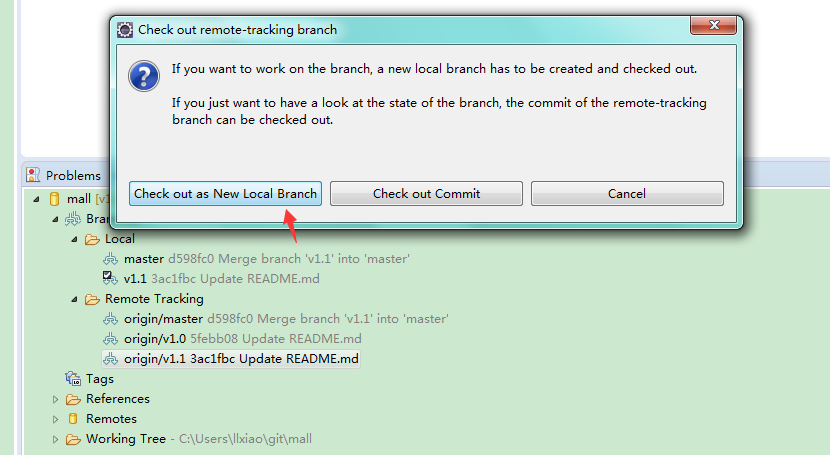 Check out remote-tracking branch
If you want to work on the branch, a new local branch has to be created and checked out.
If you just want to have a look at the state of the branch, the commit of the remote-tracking
branch can be checked out.
Check out as New Local Branch
Check out Commit
Cancel
Problems
mall [v1
Bran
Local
master d598fc0 Merge branch 'v1.1' into 'master'
v1.1 3ac1fbc Update README.md
Remote Tracking
origin/master d598fc0 Merge branch 'v1.1' into 'master'
origin/v1.0 5febb08 Update README.md
origin/v1.1 3ac1fbc Update README.md
Tags
References
Remotes
Working Tree - C:\Users\llxiao\git\mall